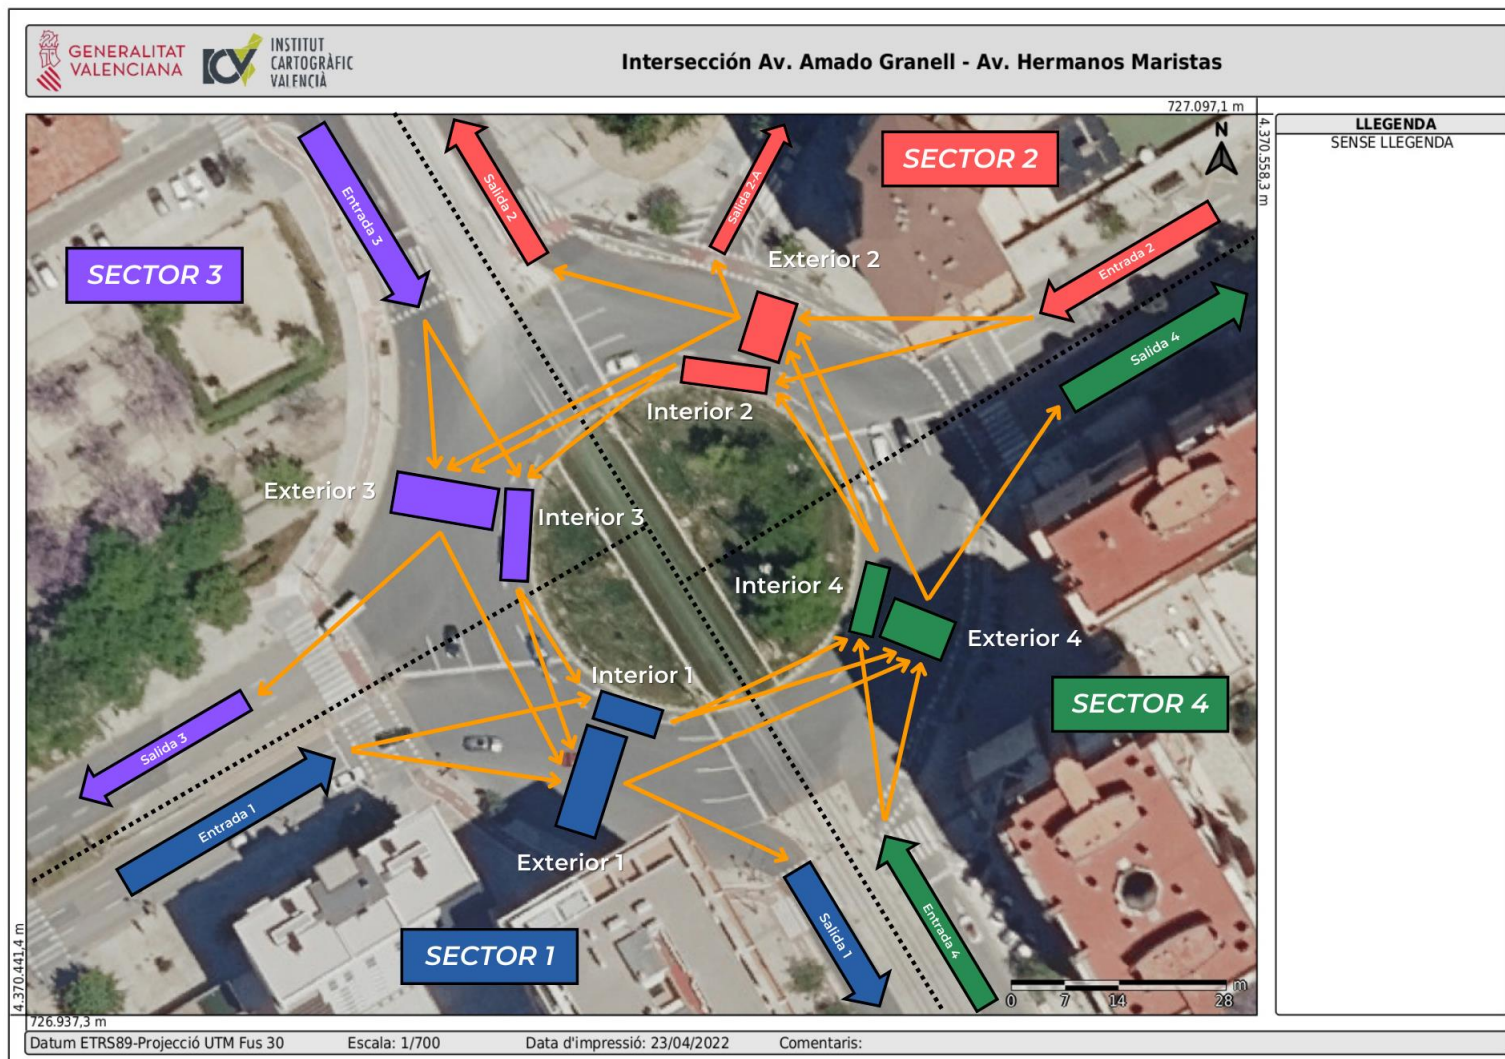 GENERALITAT
VALENCIANA
ICV
INSTITUT
CARTOGRÀFIC
VALENCIÀ
Intersección Av. Amado Granell - Av. Hermanos Maristas
727.097,1 m
4.370.558,3 m
LLEGENDA
SENSE LLEGENDA
N
SECTOR 2
Salida 2
Salida 2-A
Entrada 3
SECTOR 3
Exterior 2
Entrada 2
Salida 4
Interior 2
Exterior 3
Interior 3
Interior 4
Exterior 4
Interior 1
SECTOR 4
Salida 3
Entrada 1
Exterior 1
SECTOR 1
Salida 1
Entrada 4
m
0 7 14 28
4.370.441,4 m
726.937,3 m
Datum ETRS89-Projecció UTM Fus 30 Escala: 1/700 Data d'impressió: 23/04/2022 Comentaris: